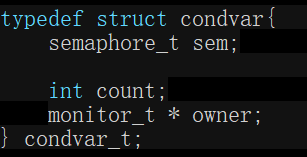 typedef struct condvar{
    semaphore_t sem;

    int count;
    monitor_t * owner;
} condvar_t;